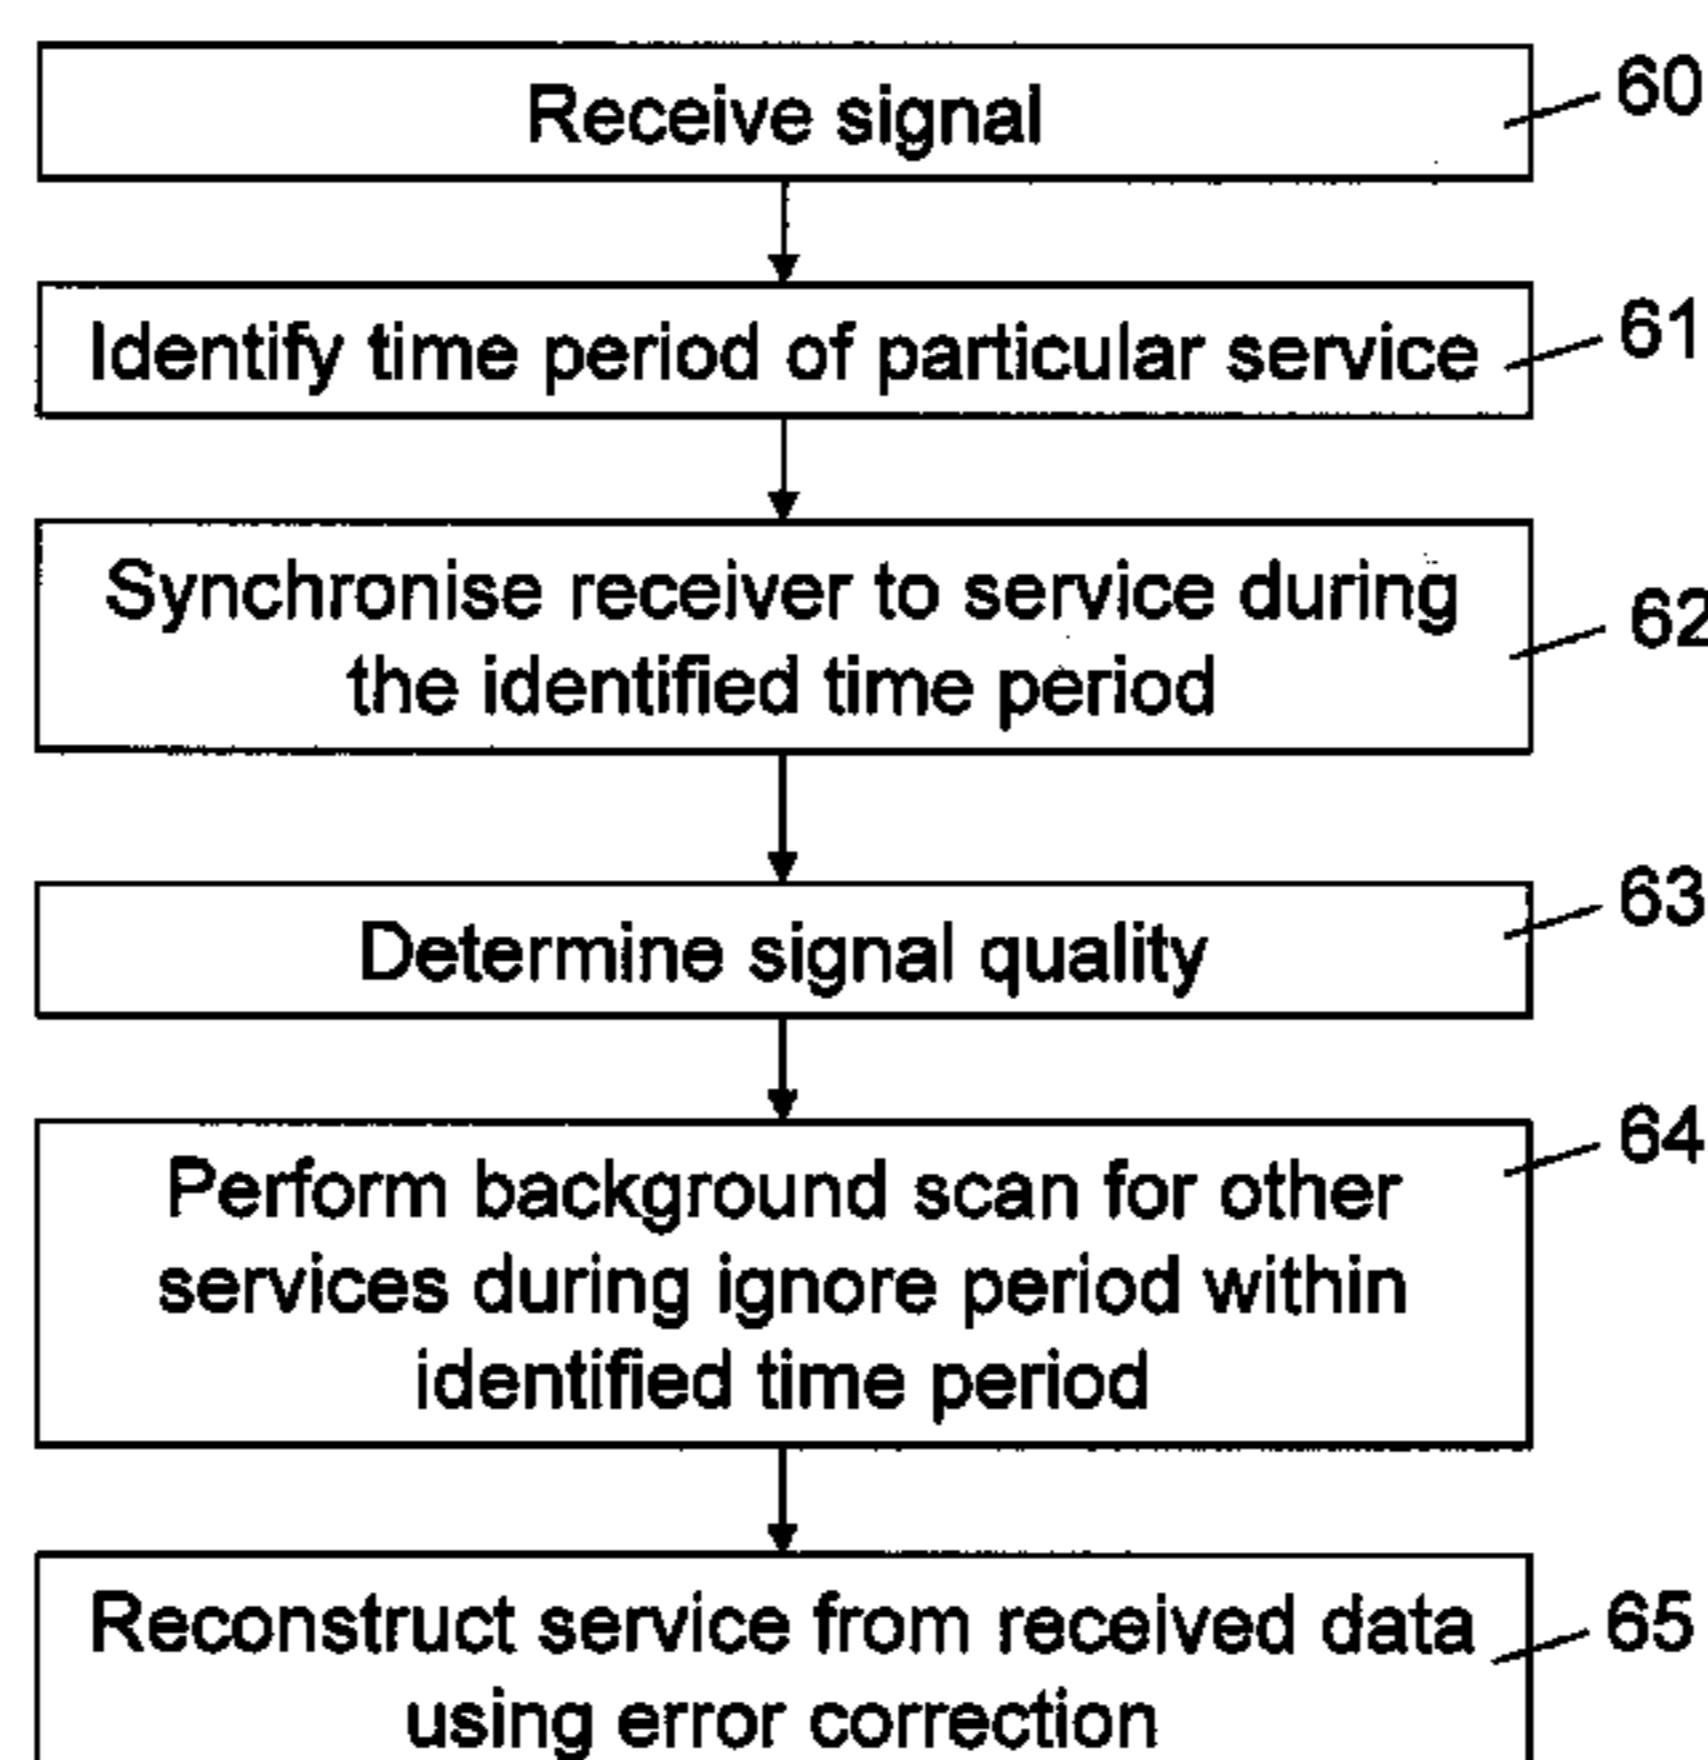 Receive signal
60
Identify time period of particular service
61
Synchronise receiver to service during
the identified time period
62
Determine signal quality
63
Perform background scan for other
services during ignore period within
identified time period
64
Reconstruct service from received data
using error correction
65